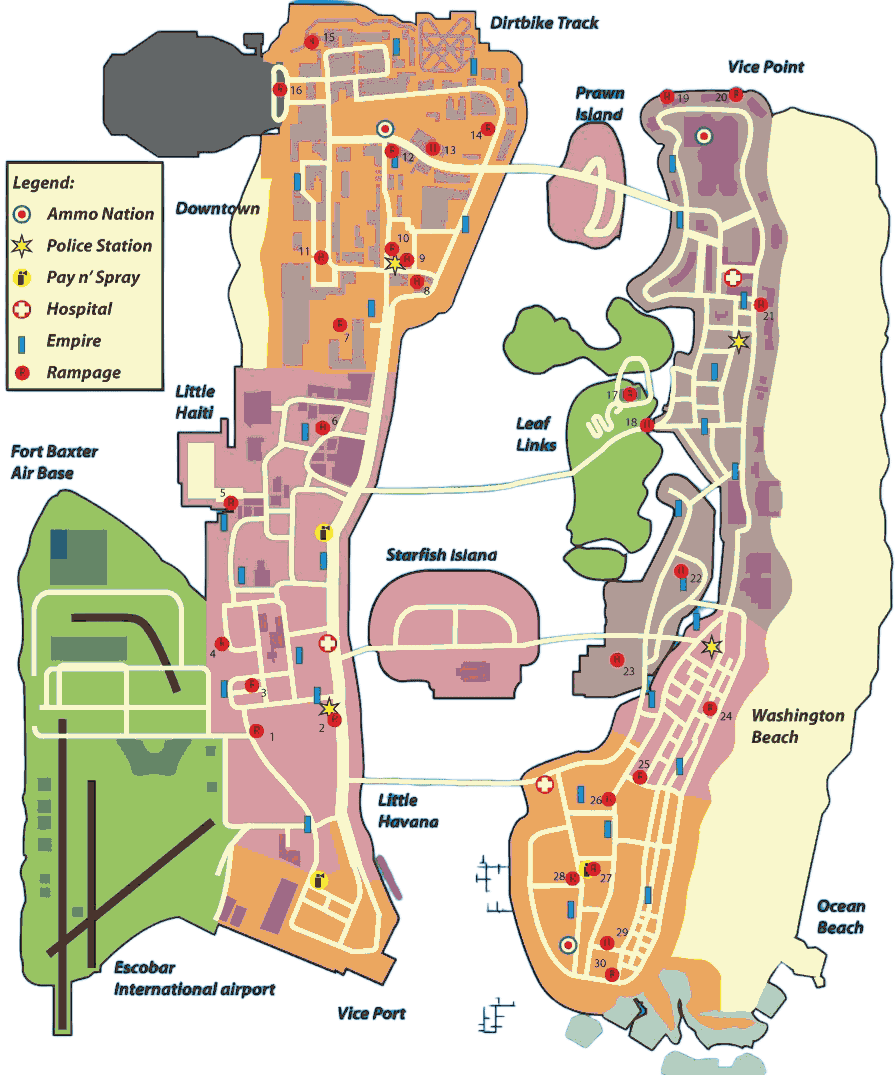 Dirtbike Track
15
Vice Point
16
Prawn
Island
19
20
14
12
13
Legend:
Ammo Nation
Police Station
Pay n' Spray
Hospital
Empire
Rampage
Downtown
10
11
9
8
21
7
Little
Haiti
17
Leaf
Links
18
6
Fort Baxter
Air Base
5
Starfish Island
22
4
23
3
24
2
1
Washington
Beach
25
Little
Havana
26
28
27
Ocean
Beach
29
Escobar
International airport
30
Vice Port